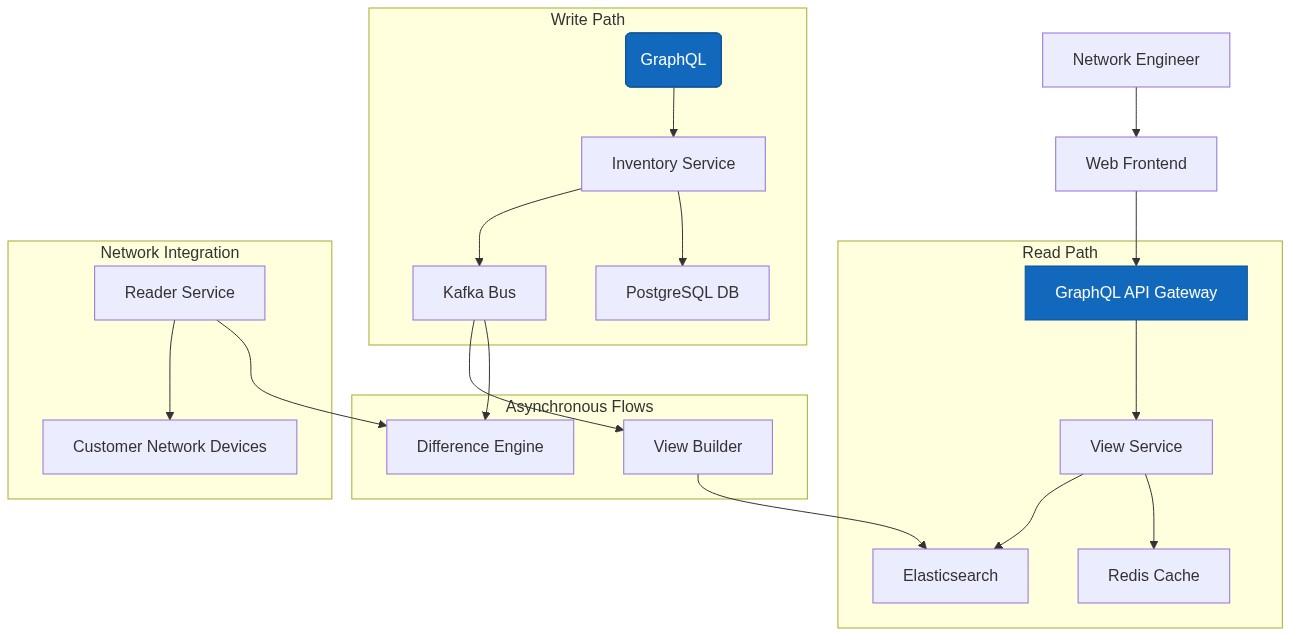 Write Path
GraphQL
Network Engineer
Inventory Service
Web Frontend
Network Integration
Read Path
Reader Service
Kafka Bus
PostgreSQL DB
GraphQL API Gateway
Asynchronous Flows
Customer Network Devices
Difference Engine
View Builder
View Service
Elasticsearch
Redis Cache